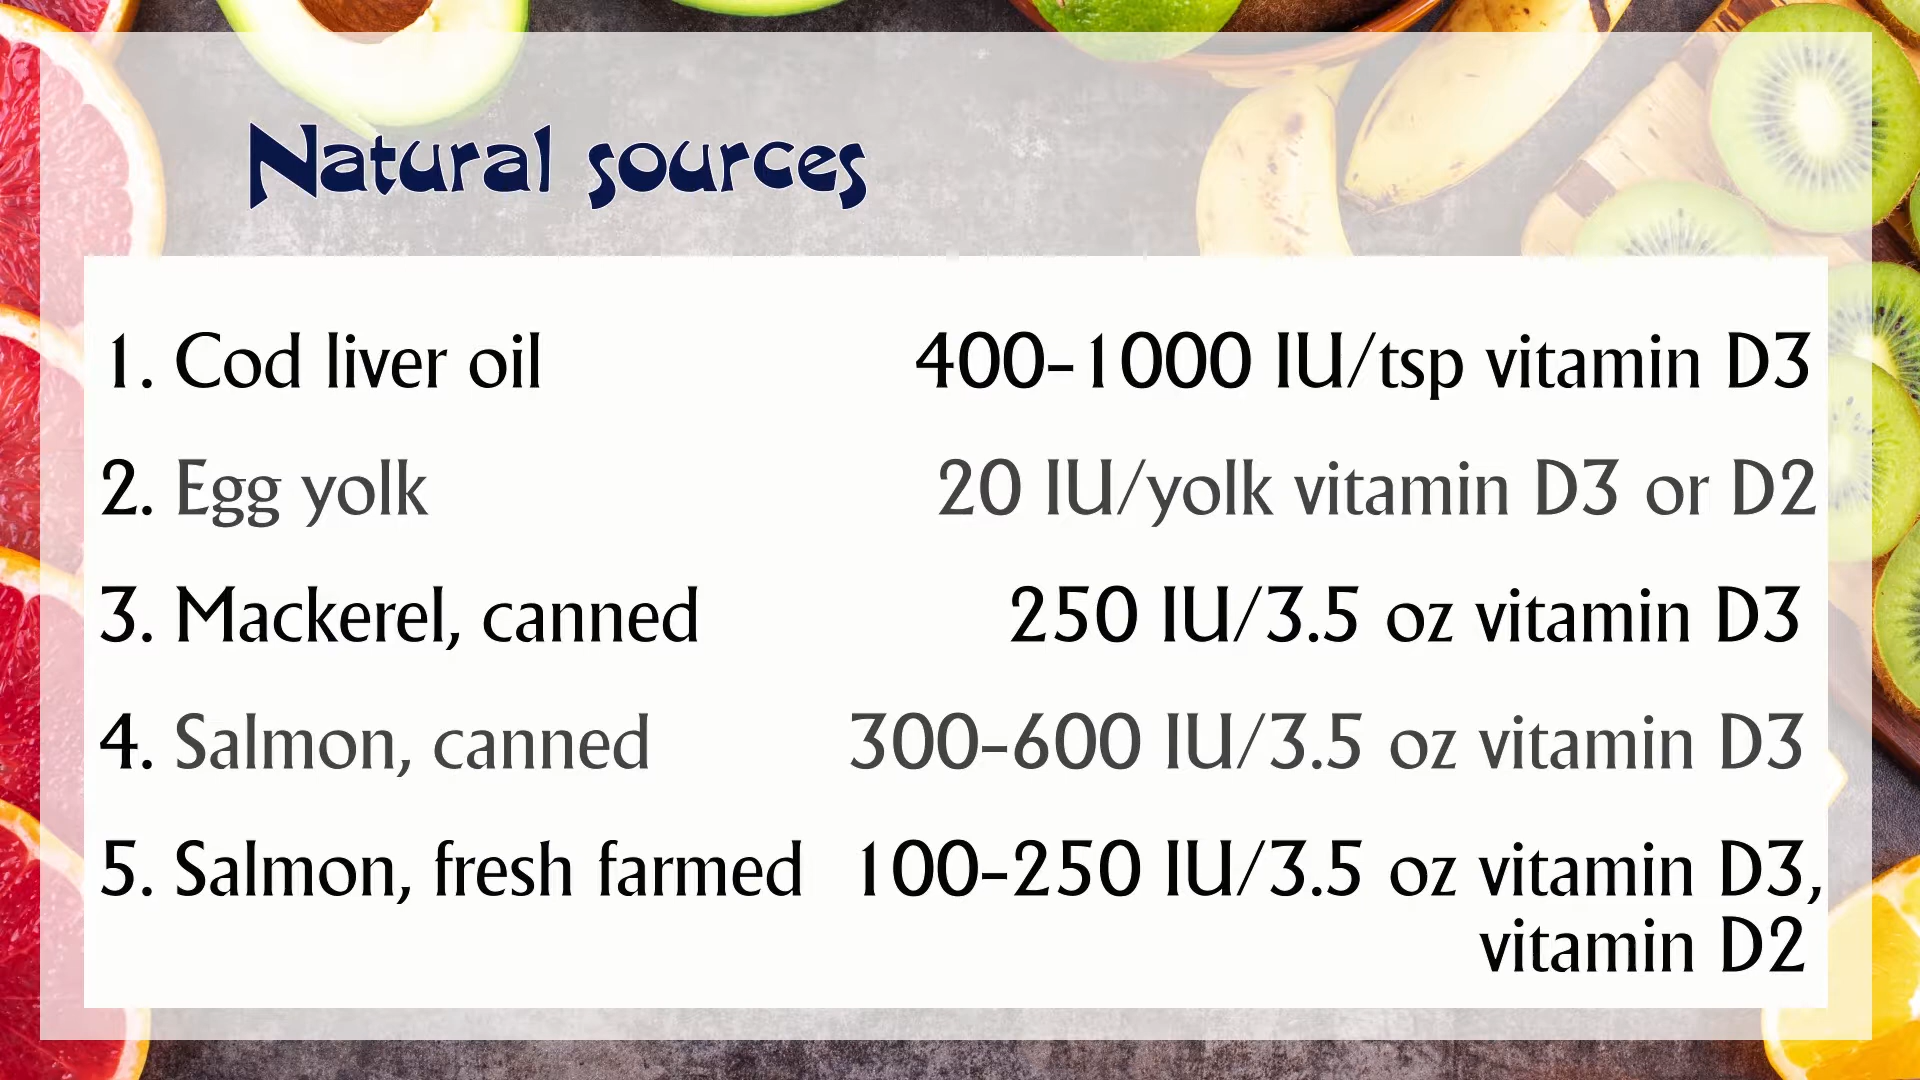 Natural sources
1. Cod liver oil 400-1000 IU/tsp vitamin D3
2. Egg yolk 20 IU/yolk vitamin D3 or D2
3. Mackerel, canned 250 IU/3.5 oz vitamin D3
4. Salmon, canned 300-600 IU/3.5 oz vitamin D3
5. Salmon, fresh farmed 100-250 IU/3.5 oz vitamin D3,
vitamin D2